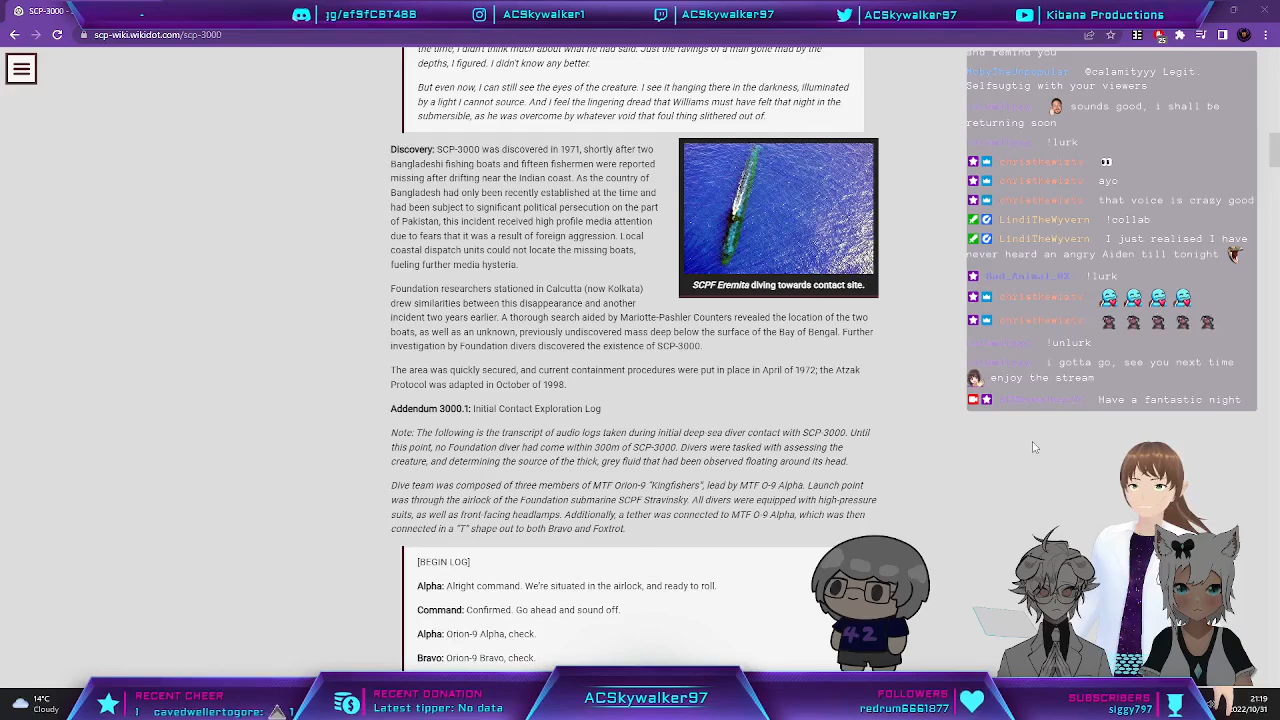 SCP-3000 -
jg/ef9fCBT488
ACSkywalker1
ACSkywalker97
ACSkywalker97
Kibana Productions
scp-wiki.wikidot.com/scp-3000
the time, I didn't think much about what he had said. Just the ravings of a man gone mad by the
depths, I figured. I didn't know any better.
But even now, I can still see the eyes of the creature. I see it hanging there in the darkness, illuminated
by a light I cannot source. And I feel the lingering dread that Williams must have felt that night in the
submersible, as he was overcome by whatever void that foul thing slithered out of.
Discovery: SCP-3000 was discovered in 1971, shortly after two
Bangladeshi fishing boats and fifteen fishermen were reported
missing after drifting near the Indian coast. As the country of
Bangladesh had only been recently established at the time and
had been subject to significant political persecution on the part
of Pakistan, this incident received high profile media attention
due to fears that it was a result of foreign aggression. Local
coastal dispatch units could not locate the missing boats,
fueling further media hysteria.
SCPF Eremita diving towards contact site.
Foundation researchers stationed in Calcutta (now Kolkata)
drew similarities between this disappearance and another
incident two years earlier. A thorough search aided by Mariotte-Pashler Counters revealed the location of the two
boats, as well as an unknown, previously undiscovered mass deep below the surface of the Bay of Bengal. Further
investigation by Foundation divers discovered the existence of SCP-3000.
The area was quickly secured, and current containment procedures were put in place in April of 1972; the Atzak
Protocol was adapted in October of 1998.
Addendum 3000.1: Initial Contact Exploration Log
Note: The following is the transcript of audio logs taken during initial deep sea diver contact with SCP-3000. Until
this point, no Foundation diver had come within 300m of SCP-3000. Divers were tasked with assessing the
creature, and determining the source of the thick, grey fluid that had been observed floating around its head.
Dive team was composed of three members of MTF Orion-9 "Kingfishers", lead by MTF O-9 Alpha. Launch point
was through the airlock of the Foundation submarine SCPF Stravinsky. All divers were equipped with high-pressure
suits, as well as front-facing headlamps. Additionally, a tether was connected to MTF O-9 Alpha, which was then
connected in a "T" shape out to both Bravo and Foxtrot.
[BEGIN LOG]
Alpha: Alright command. We're situated in the airlock, and ready to roll.
Command: Confirmed. Go ahead and sound off.
Alpha: Orion-9 Alpha, check.
Bravo: Orion-9 Bravo, check.
and remind you
MobyTheUnpopular @calamityyy Legit.
Selfsugtig with your viewers
sounds good, i shall be
returning soon
!lurk
christhewizty
christhewizty ayo
christhewizty that voice is crazy good
LindiTheWyvern !collab
LindiTheWyvern I just realised I have
never heard an angry Aiden till tonight
!lurk
christhewizty
christhewizty
!unlurk
i gotta go, see you next time
enjoy the stream
Have a fantastic night
42
14°C
Cloudy
RECENT CHEER
cavedwellertogore: 1
RECENT DONATION
Latest tipper: No data
ACSkywalker97
FOLLOWERS
redrum6661877
SUBSCRIBERS
siggy797
21:51
2022/10/31